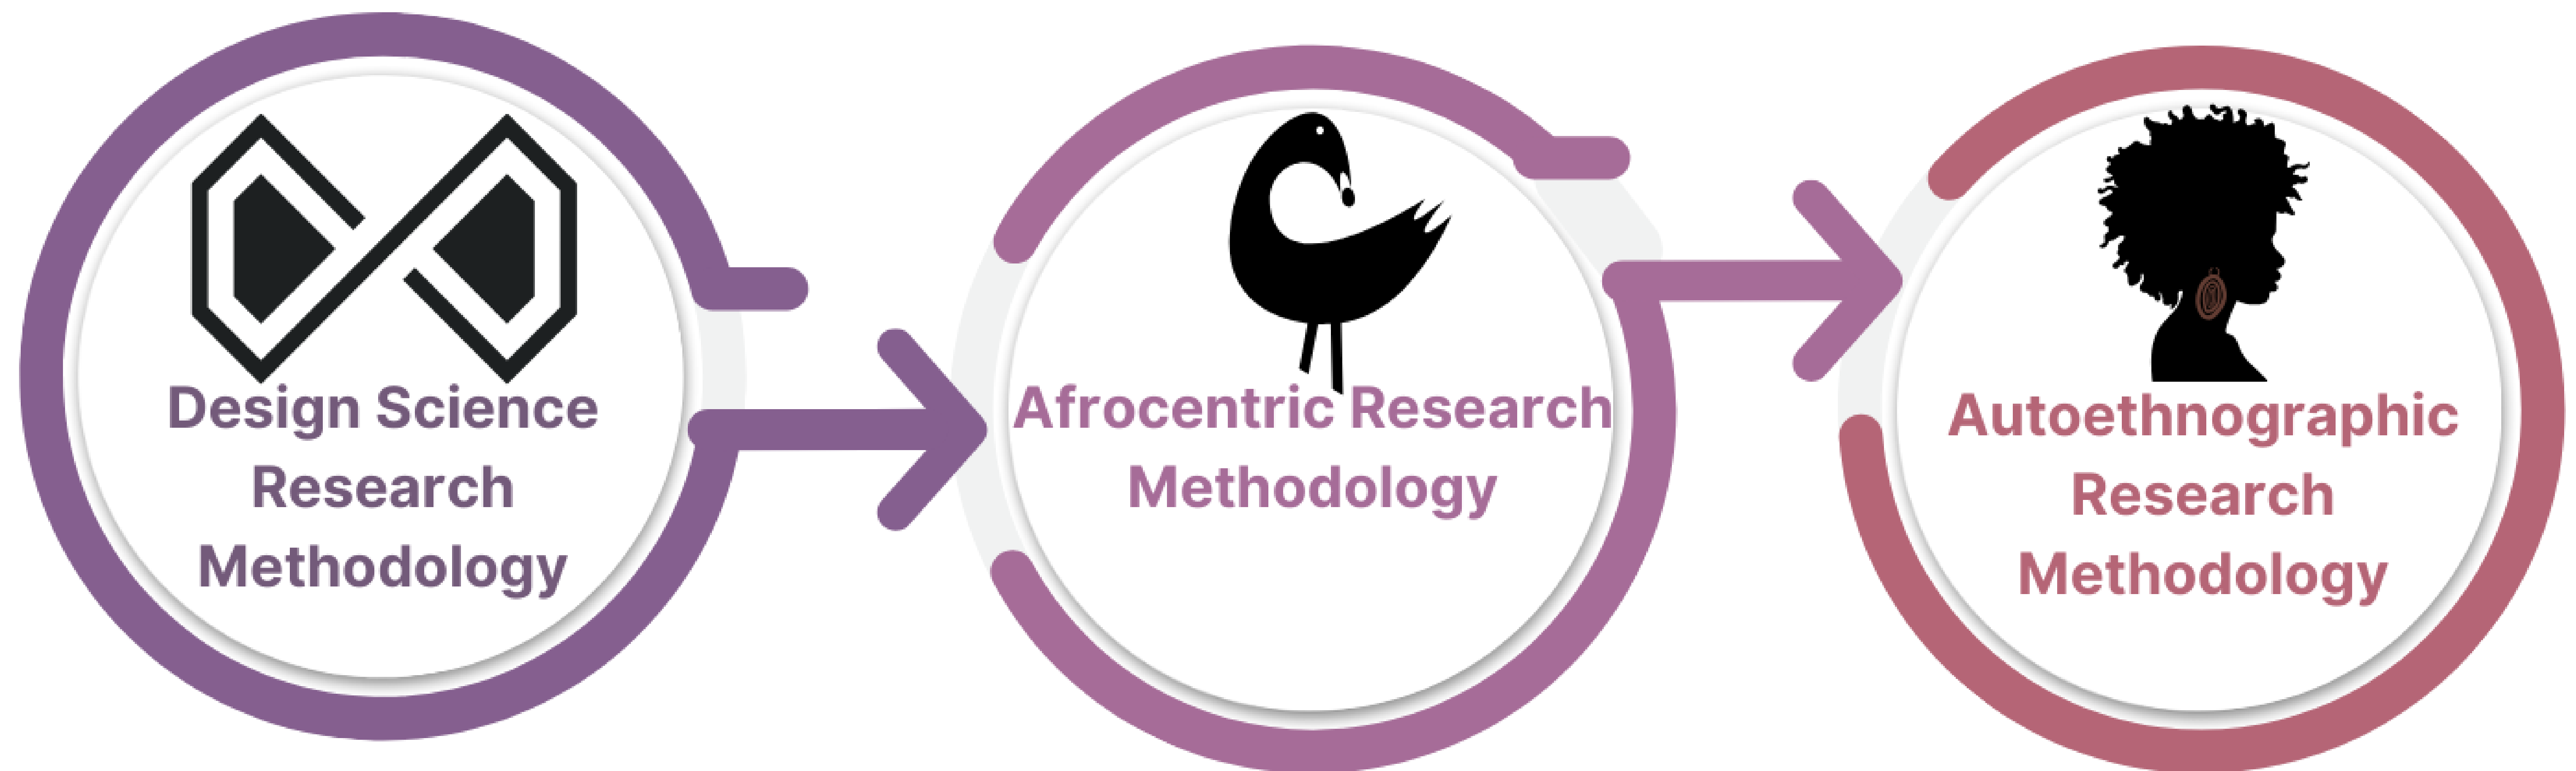 Design Science
Research
Methodology
Afrocentric Research
Methodology
Autoethnographic
Research
Methodology